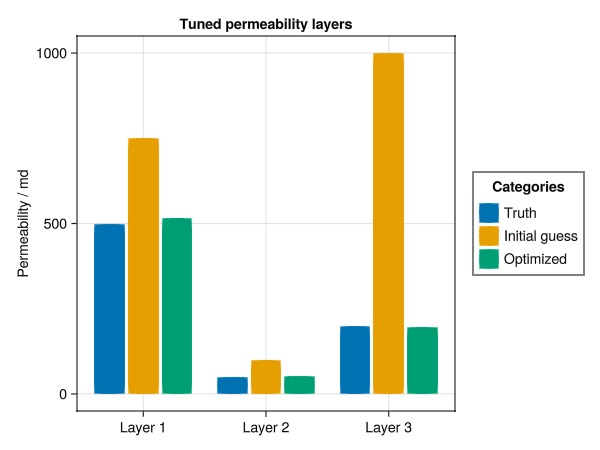 Tuned permeability layers
1000
500
0
Permeability / md
Layer 1
Layer 2
Layer 3
Categories
Truth
Initial guess
Optimized